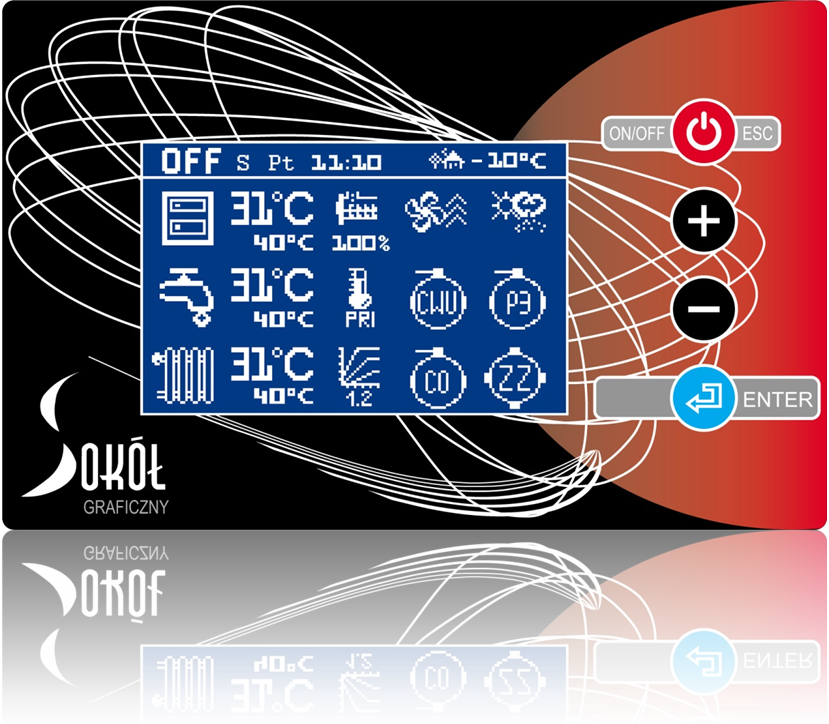 OFF S Pt 11:10 -10°C
ON/OFF ESC
31°C
40°C 100%
+
31°C CWU P3
40°C PRI
-
31°C CO ZZ
40°C 1.2
ENTER
SOKÓŁ
GRAFICZNY